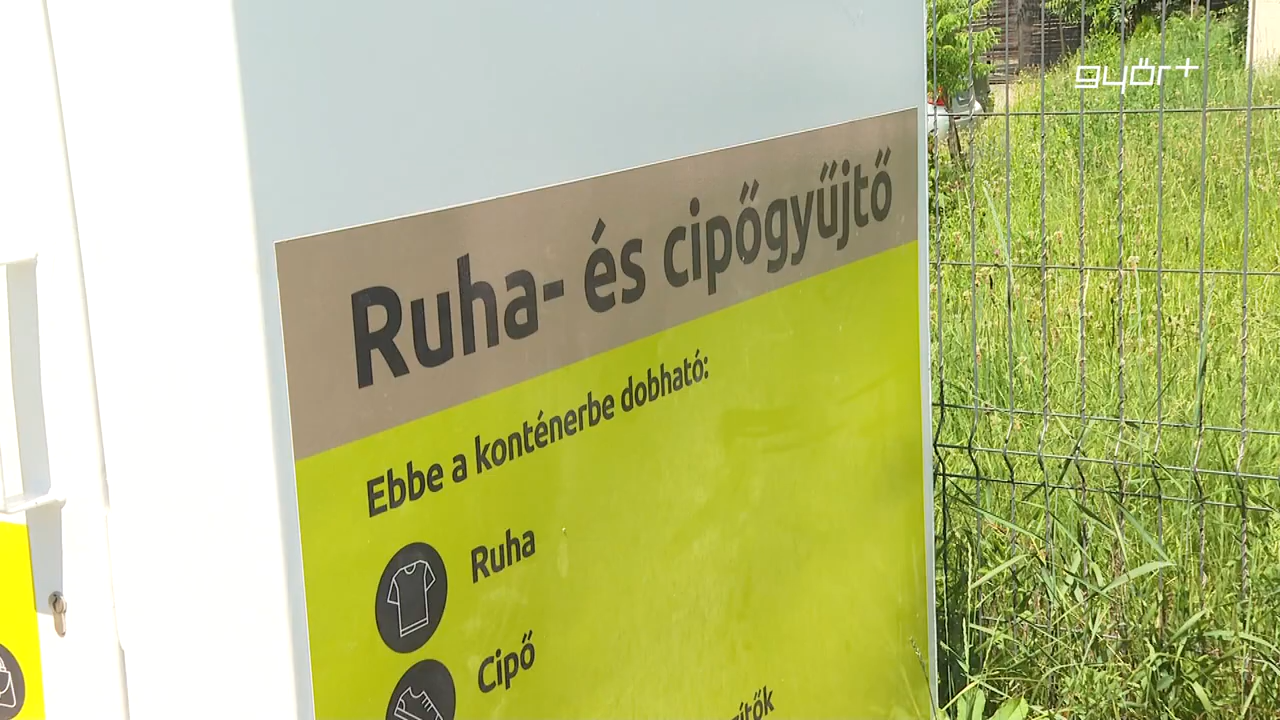 győr+
Ruha- és cipőgyűjtő
Ebbe a konténerbe dobható:
Ruha
Cipő